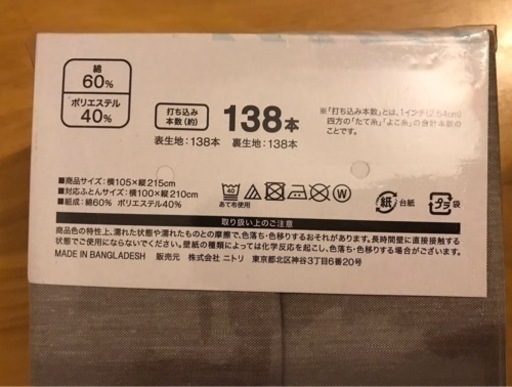 綿
60%
ポリエステル
40%
打ち込み
本数(約)
138本
表生地:138本 裏生地:138本
※「打ち込み本数」とは、1インチ(2.54cm)
四方の「たて糸」「よこ糸」の合計本数の
ことです。
■商品サイズ:横105×縦215cm
■対応ふとんサイズ:横100×縦210cm
■組成:綿60% ポリエステル40%
40
あて布使用
W
紙 台紙
プラ 袋
取り扱い上のご注意
商品の特性上、濡れた状態や濡れたものとの摩擦で、色落ち・色移りするおそれがあります。長時間壁に直接接触する
状態でご使用にならないでください。壁紙の種類によっては化学反応を起こし、色落ち・色移りする場合がございます。
MADE IN BANGLADESH 販売元 株式会社 ニトリ 東京都北区神谷3丁目6番20号